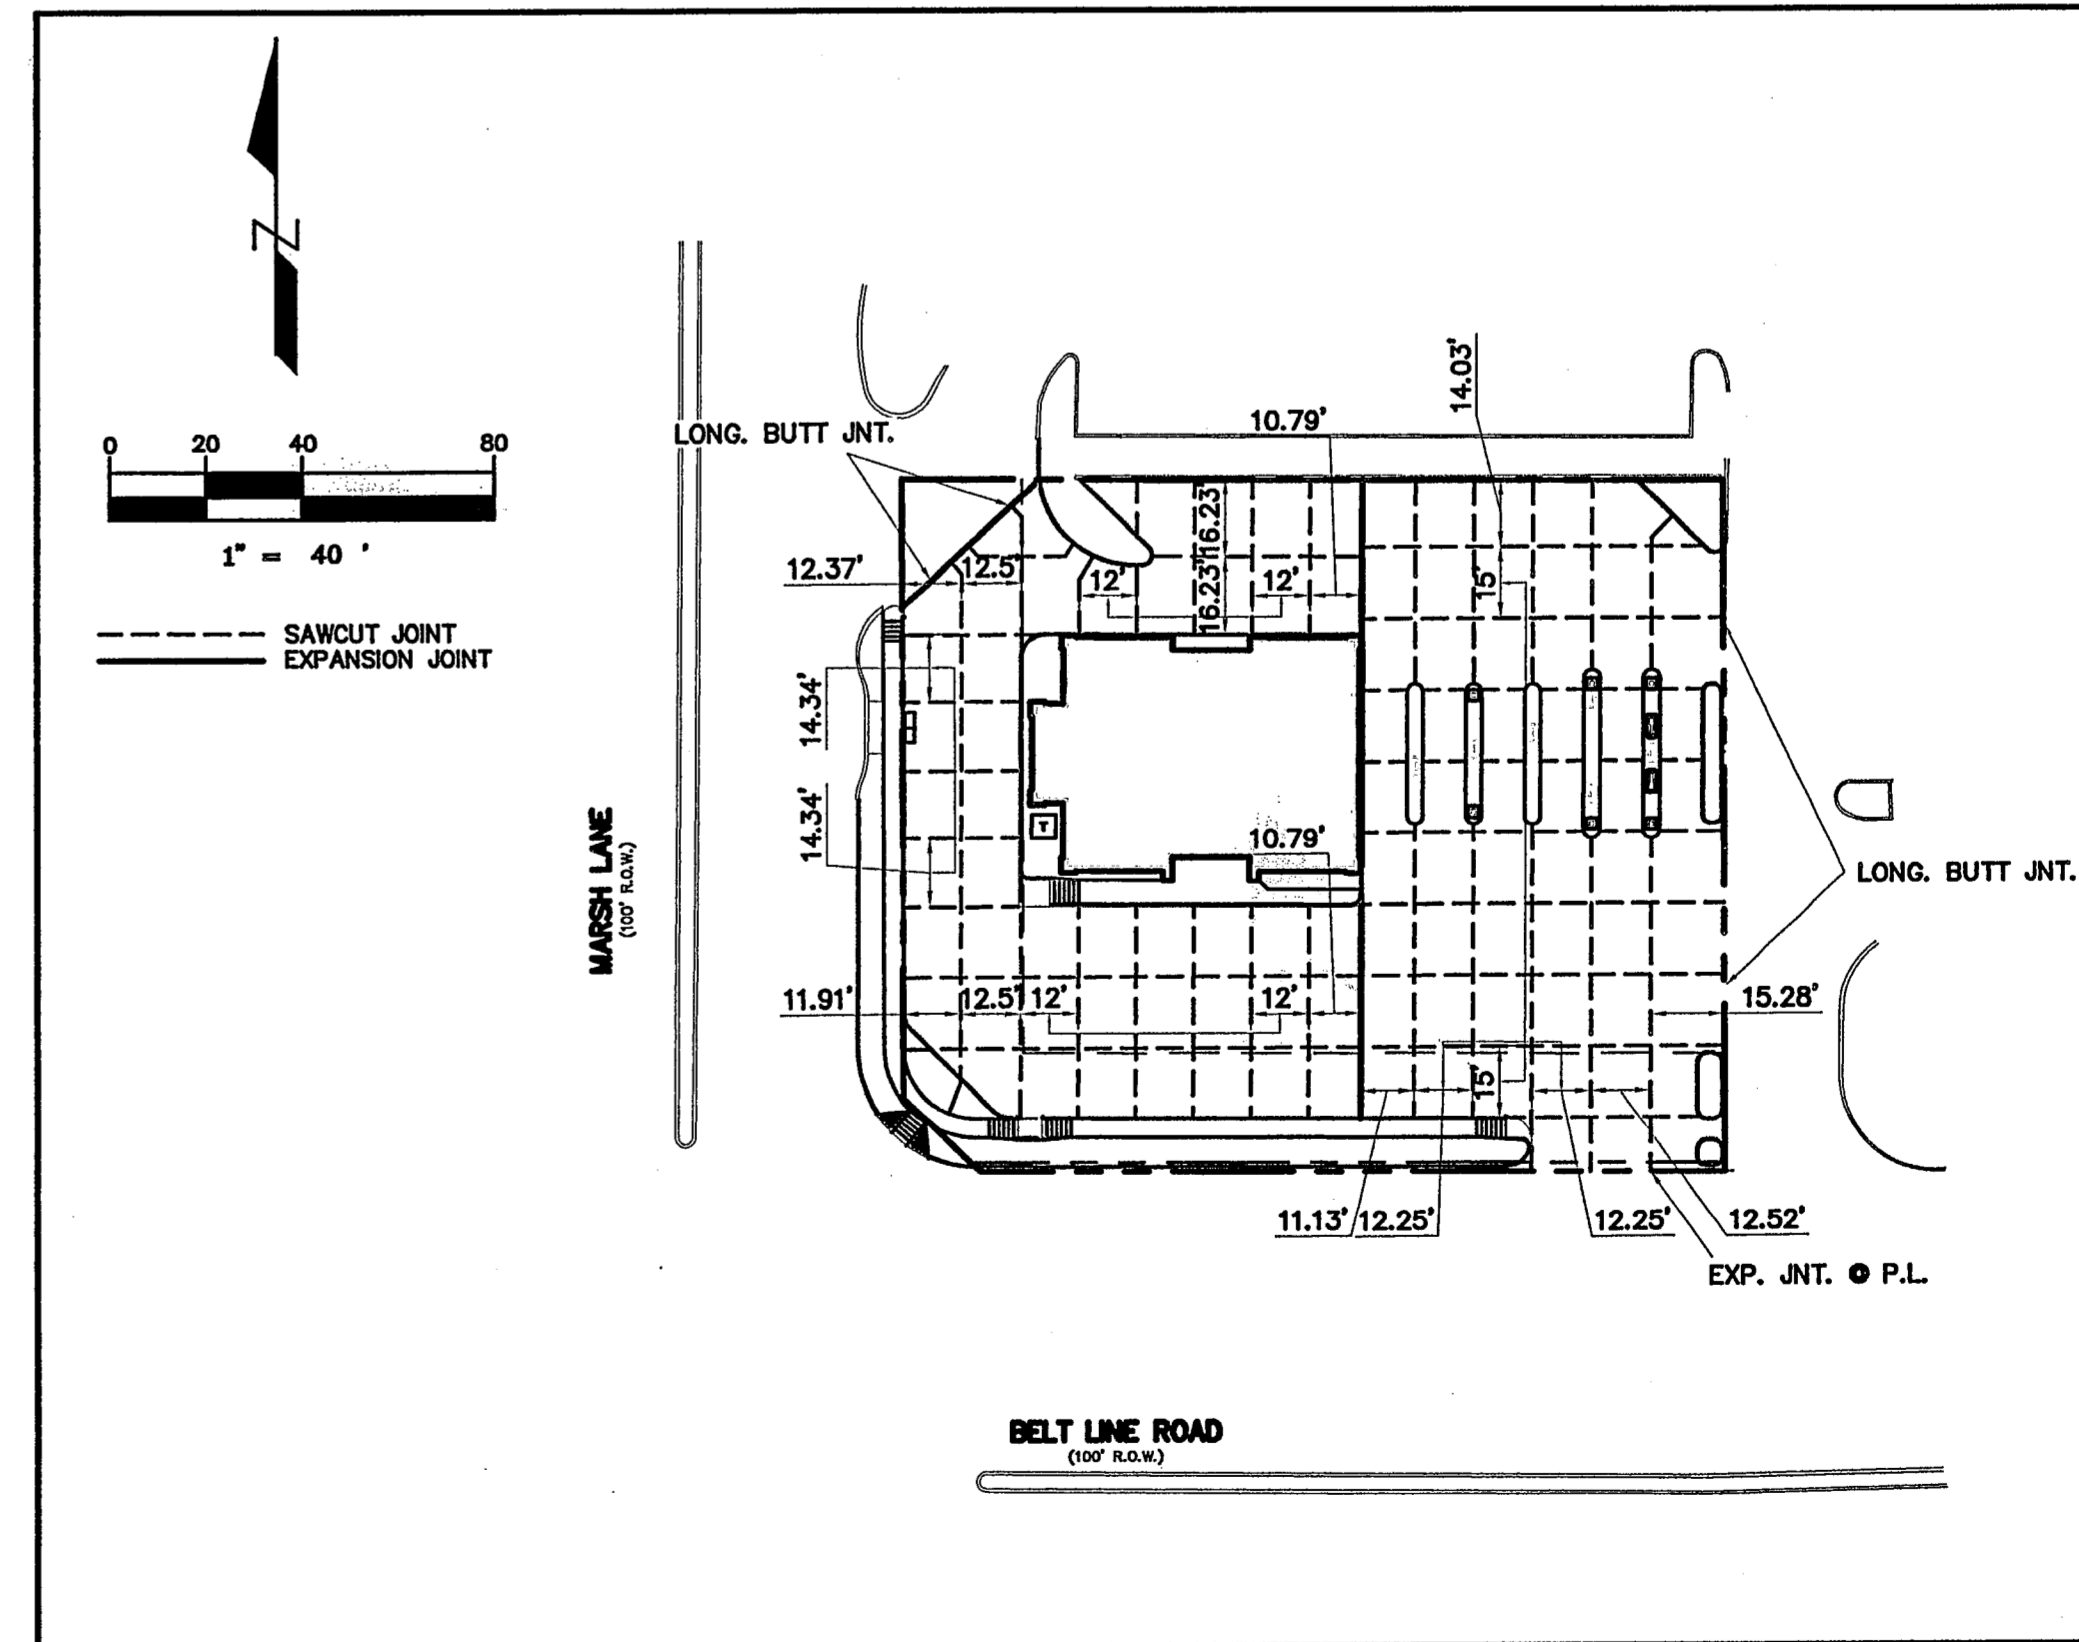 Z
0 20 40 80
1" = 40 '
SAWCUT JOINT
EXPANSION JOINT
LONG. BUTT JNT.
14.03'
10.79'
16.23'
16.23'
12.37'
12.5'
12'
12'
15'
14.34'
14.34'
T
10.79'
MARSH LANE
(100' R.O.W.)
LONG. BUTT JNT.
11.91'
12.5'
12'
12'
15.28'
15'
11.13'
12.25'
12.25'
12.52'
EXP. JNT. @ P.L.
BELT LINE ROAD
(100' R.O.W.)